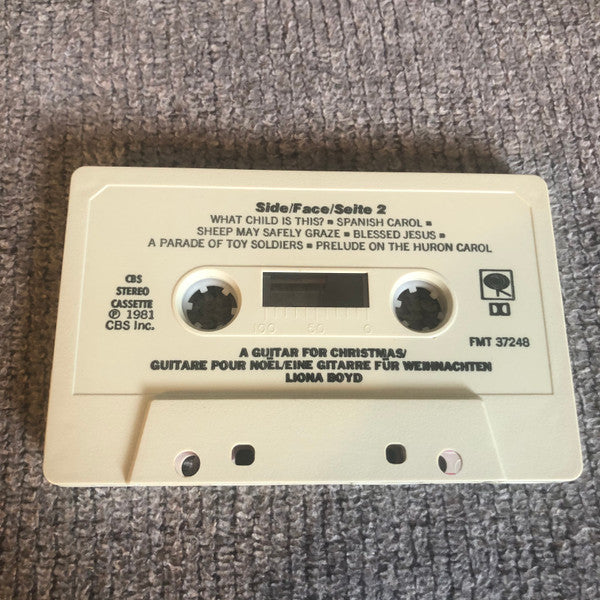 Side/Face/Seite 2
WHAT CHILD IS THIS? ▪ SPANISH CAROL ▪
SHEEP MAY SAFELY GRAZE ▪ BLESSED JESUS ▪
A PARADE OF TOY SOLDIERS ▪ PRELUDE ON THE HURON CAROL
CBS
STEREO
CASSETTE
℗ 1981
CBS Inc.
100 50 0
FMT 37248
A GUITAR FOR CHRISTMAS/
GUITARE POUR NOËL/EINE GITARRE FÜR WEIHNACHTEN
LIONA BOYD